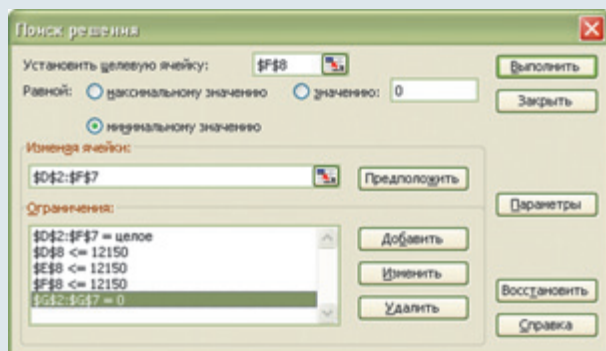 Поиск решения
Установить целевую ячейку: $F$8
Выполнить
Равной: максимальному значению значению: 0
Закрыть
минимальному значению
Изменяя ячейки:
$D$2:$F$7
Предположить
Параметры
Ограничения:
$D$2:$F$7 = целое
$D$8 <= 12150
$E$8 <= 12150
$F$8 <= 12150
$G$2:$G$7 = 0
Добавить
Изменить
Удалить
Восстановить
Справка